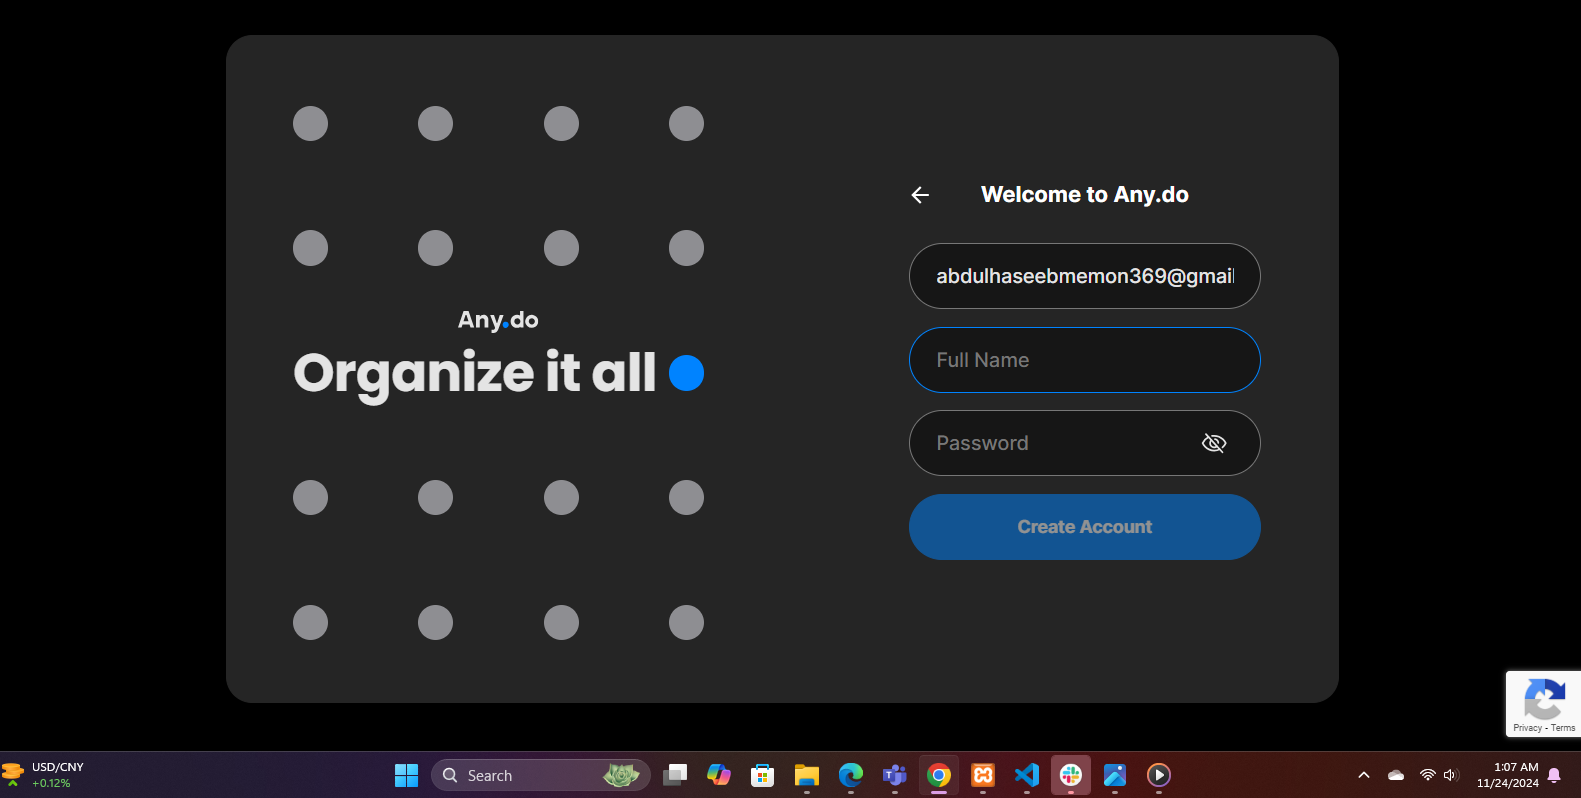 Any.do
Organize it all
Welcome to Any.do
abdulhaseebmemon369@gmail
Full Name
Password
Create Account
Privacy - Terms
USD/CNY
+0.12%
Search
1:07 AM
11/24/2024